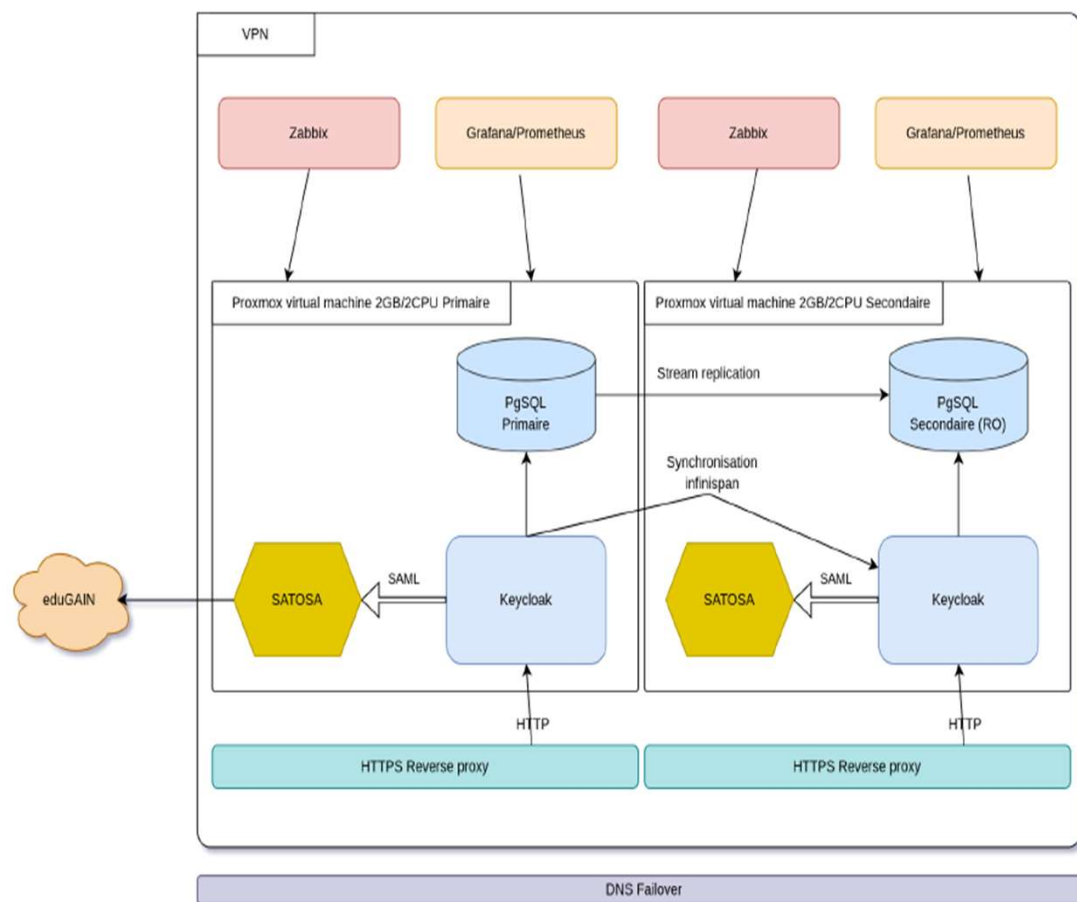 VPN
Zabbix
Grafana/Prometheus
Zabbix
Grafana/Prometheus
Proxmox virtual machine 2GB/2CPU Primaire
Proxmox virtual machine 2GB/2CPU Secondaire
PgSQL
Primaire
Stream replication
PgSQL
Secondaire (RO)
Synchronisation
infinispan
eduGAIN
SATOSA
SAML
Keycloak
SATOSA
SAML
Keycloak
HTTP
HTTP
HTTPS Reverse proxy
HTTPS Reverse proxy
DNS Failover